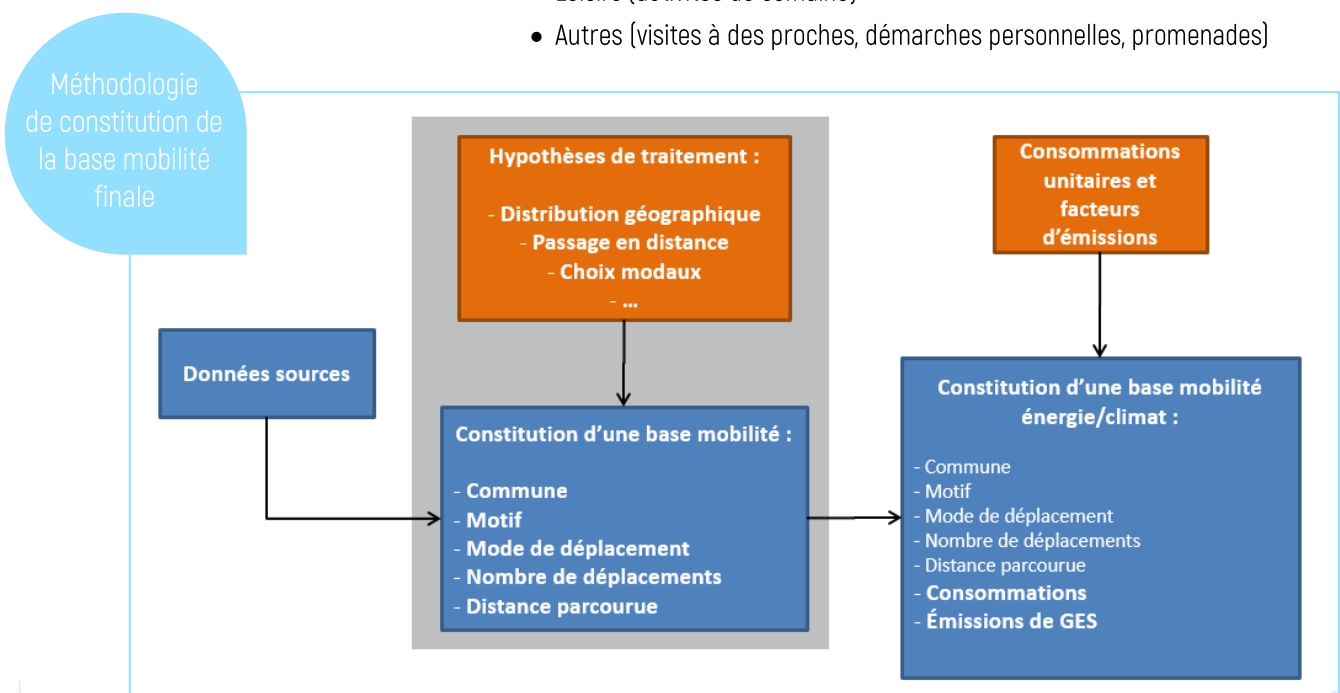 • Autres (visites à des proches, démarches personnelles, promenades)
Méthodologie
de constitution de
la base mobilité
finale
Hypothèses de traitement :
- Distribution géographique
- Passage en distance
- Choix modaux
- ...
Consommations
unitaires et
facteurs
d’émissions
Données sources
Constitution d’une base mobilité :
- Commune
- Motif
- Mode de déplacement
- Nombre de déplacements
- Distance parcourue
Constitution d’une base mobilité
énergie/climat :
- Commune
- Motif
- Mode de déplacement
- Nombre de déplacements
- Distance parcourue
- Consommations
- Émissions de GES